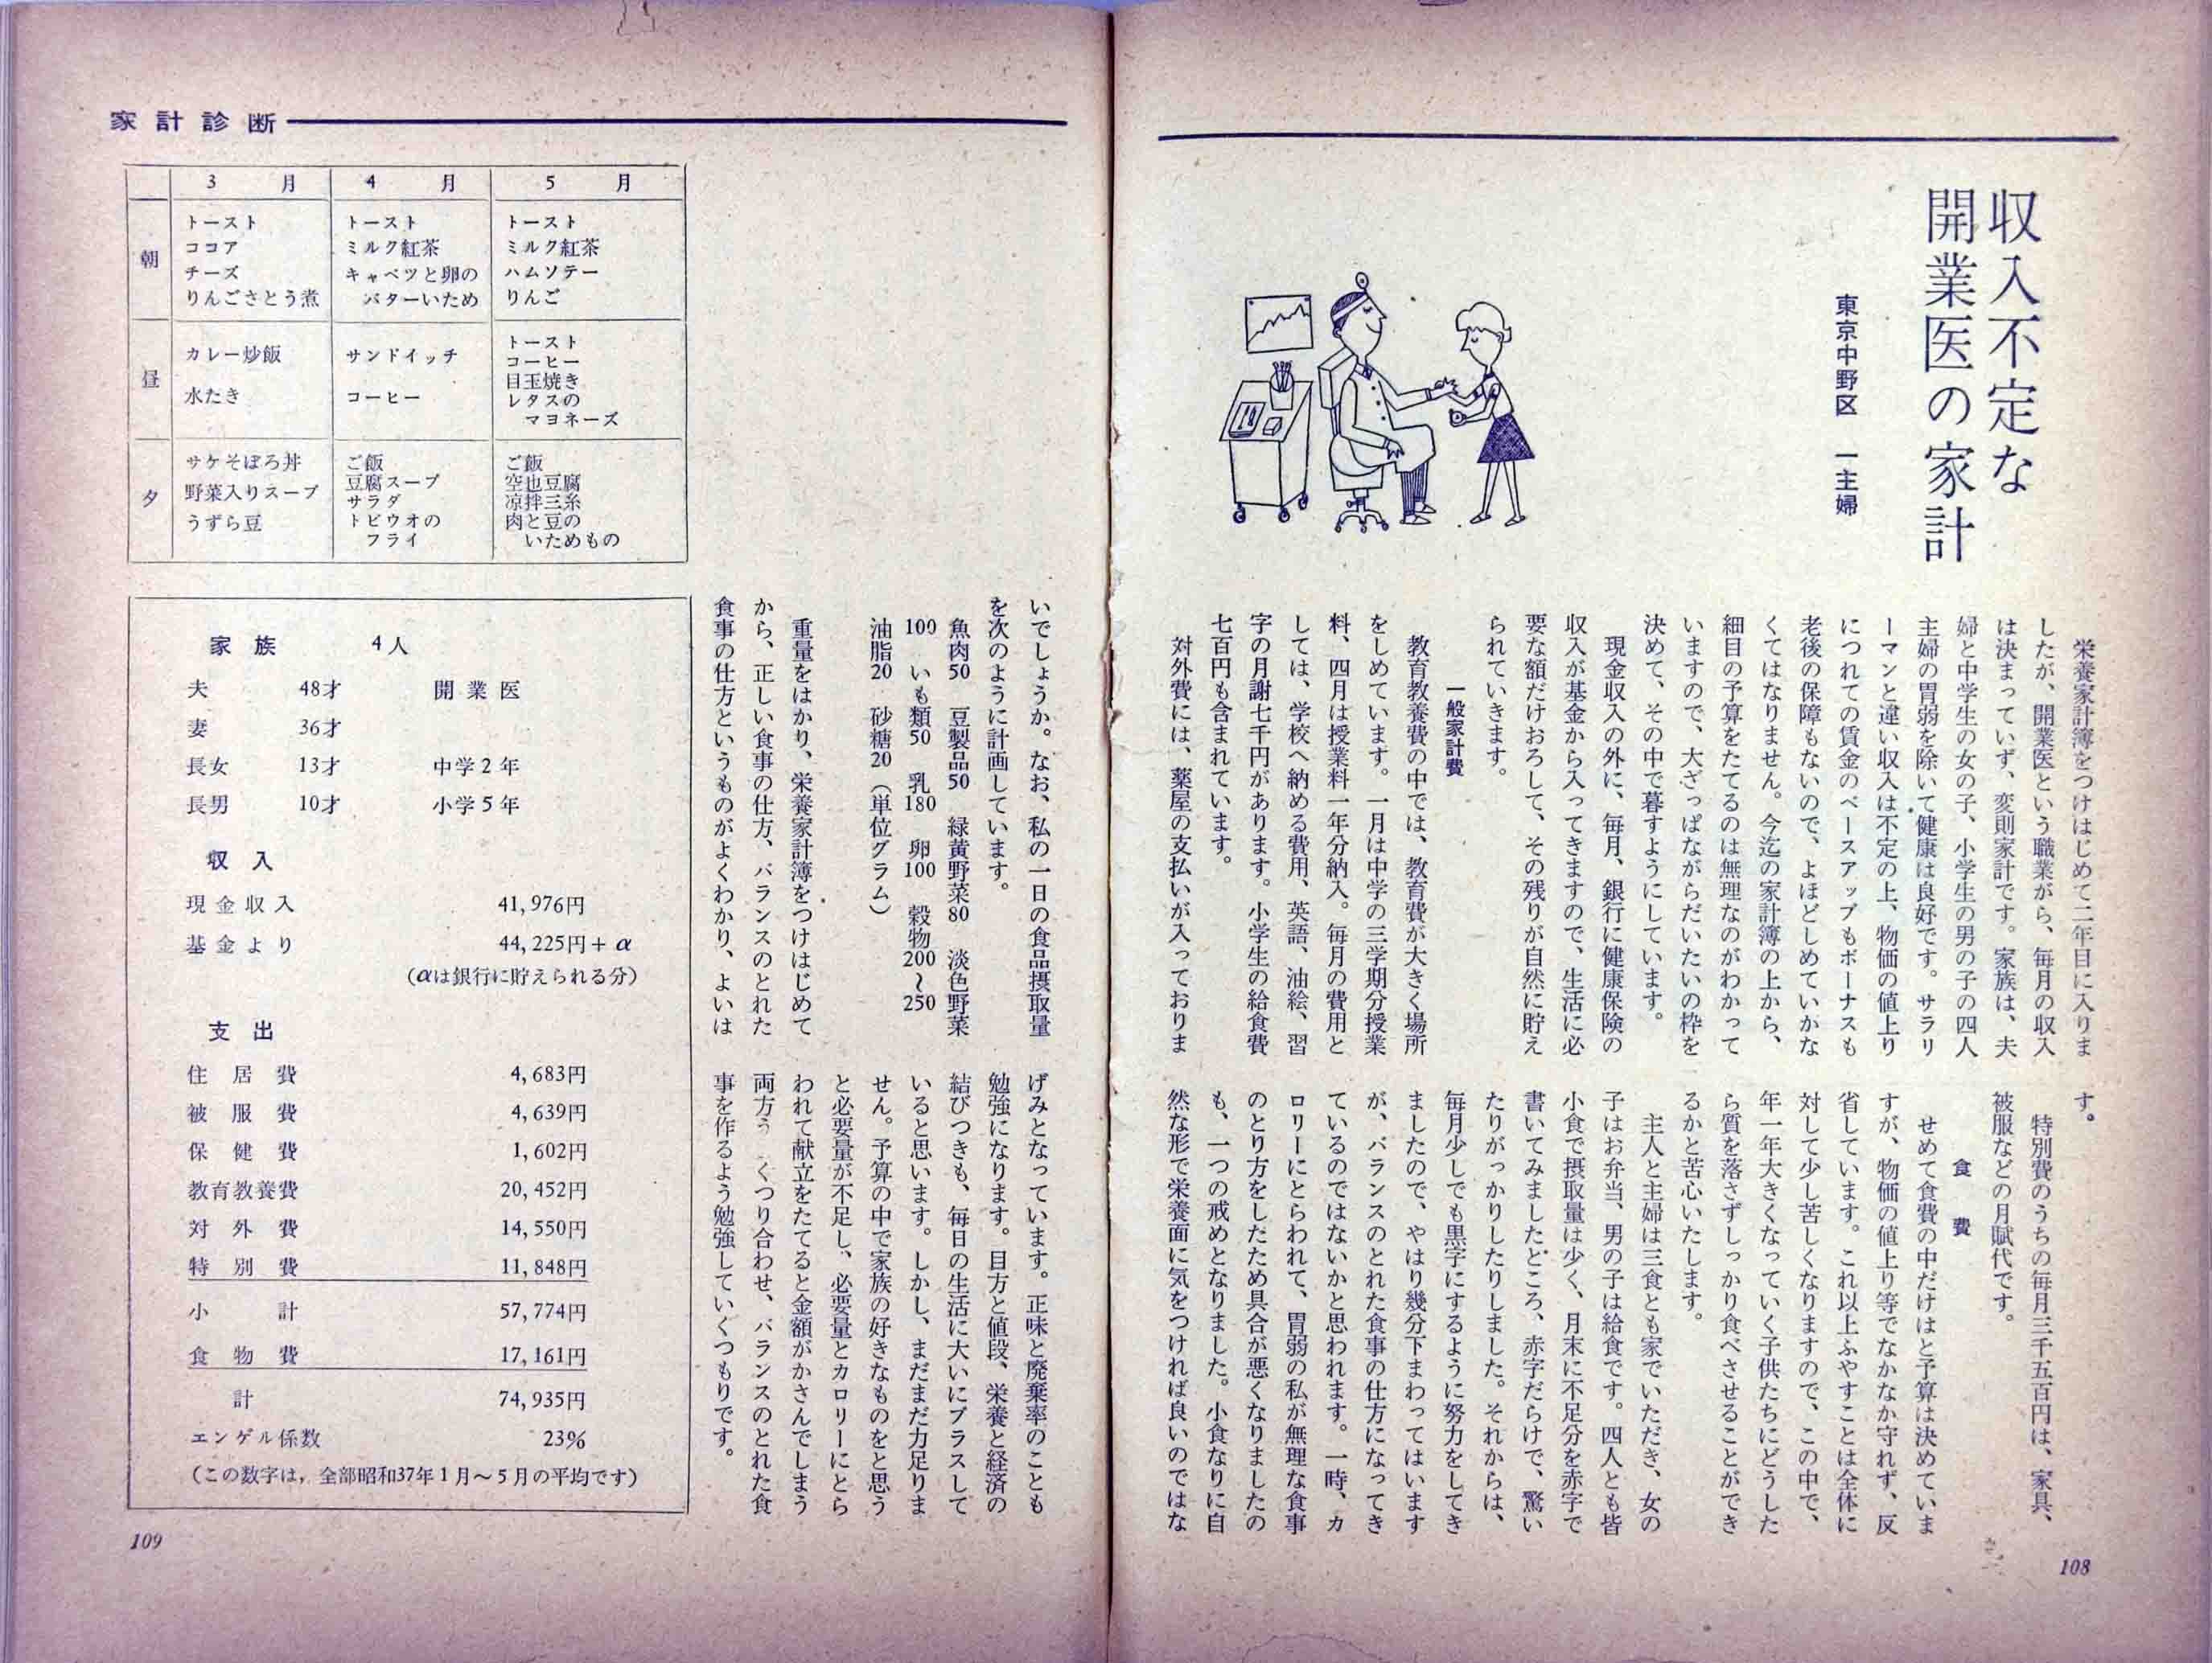 収入不定な
開業医の家計
東京中野区　一主婦
栄養家計簿をつけはじめて二年目に入りま
したが、開業医という職業がら、毎月の収入
は決まっていず、変則家計です。家族は、夫
婦と中学生の女の子、小学生の男の子の四人
主婦の胃弱を除いて健康は良好です。サラリ
ーマンと違い収入は不定の上、物価の値上り
につれての賃金のベースアップもボーナスも
老後の保障もないので、よほどしめていかな
くてはなりません。今迄の家計簿の上から、
細目の予算をたてるのは無理なのがわかって
いますので、大ざっぱながらだいたいの枠を
決めて、その中で暮すようにしています。
現金収入の外に、毎月、銀行に健康保険の
収入が基金から入ってきますので、生活に必
要な額だけおろして、その残りが自然に貯え
られていきます。
一般家計費
教育教養費の中では、教育費が大きく場所
をしめています。一月は中学の三学期分授業
料、四月は授業料一年分納入。毎月の費用と
しては、学校へ納める費用、英語、油絵、習
字の月謝七千円があります。小学生の給食費
七百円も含まれています。
対外費には、薬屋の支払いが入っておりま
す。
特別費のうちの毎月三千五百円は、家具、
被服などの月賦代です。
食費
せめて食費の中だけはと予算は決めていま
すが、物価の値上り等でなかなか守れず、反
省しています。これ以上ふやすことは全体に
対して少し苦しくなりますので、この中で、
年一年大きくなっていく子供たちにどうした
ら質を落さずしっかり食べさせることができ
るかと苦心いたします。
主人と主婦は三食とも家でいただき、女の
子はお弁当、男の子は給食です。四人とも皆
小食で摂取量は少く、月末に不足分を赤字で
書いてみましたところ、赤字だらけで、驚い
たりがっかりしたりしました。それからは、
毎月少しでも黒字にするように努力をしてき
ましたので、やはり幾分下まわってはいます
が、バランスのとれた食事の仕方になってき
ているのではないかと思われます。一時、カ
ロリーにとらわれて、胃弱の私が無理な食事
のとり方をしたため具合が悪くなりましたの
も、一つの戒めとなりました。小食なりに自
然な形で栄養面に気をつければ良いのではな
108
家計診断
3月　4月　5月
朝
トースト
ココア
チーズ
りんごさとう煮
トースト
ミルク紅茶
キャベツと卵の
バターいため
トースト
ミルク紅茶
ハムソテー
りんご
昼
カレー炒飯
水たき
サンドイッチ
コーヒー
トースト
コーヒー
目玉焼き
レタスの
マヨネーズ
夕
サケそぼろ丼
野菜入りスープ
うずら豆
ご飯
豆腐スープ
サラダ
トビウオの
フライ
ご飯
空也豆腐
凉拌三糸
肉と豆の
いためもの
いでしょうか。なお、私の一日の食品摂取量
を次のように計画しています。
魚肉50　豆製品50　緑黄野菜80　淡色野菜
100　いも類50　乳180　卵100　穀物200～250
油脂20　砂糖20（単位グラム）
重量をはかり、栄養家計簿をつけはじめて
から、正しい食事の仕方、バランスのとれた
食事の仕方というものがよくわかり、よいは
げみとなっています。正味と廃棄率のことも
勉強になります。目方と値段、栄養と経済の
結びつきも、毎日の生活に大いにプラスして
いると思います。しかし、まだまだ力足りま
せん。予算の中で家族の好きなものをと思う
と必要量が不足し、必要量とカロリーにとら
われて献立をたてると金額がかさんでしまう
両方う　くつり合わせ、バランスのとれた食
事を作るよう勉強していくつもりです。
家族　4人
夫　48才　開業医
妻　36才
長女　13才　中学2年
長男　10才　小学5年
収入
現金収入　41,976円
基金より　44,225円+α
（αは銀行に貯えられる分）
支出
住居費　4,683円
被服費　4,639円
保健費　1,602円
教育教養費　20,452円
対外費　14,550円
特別費　11,848円
小計　57,774円
食物費　17,161円
計　74,935円
エンゲル係数　23%
（この数字は，全部昭和37年1月～5月の平均です）
109